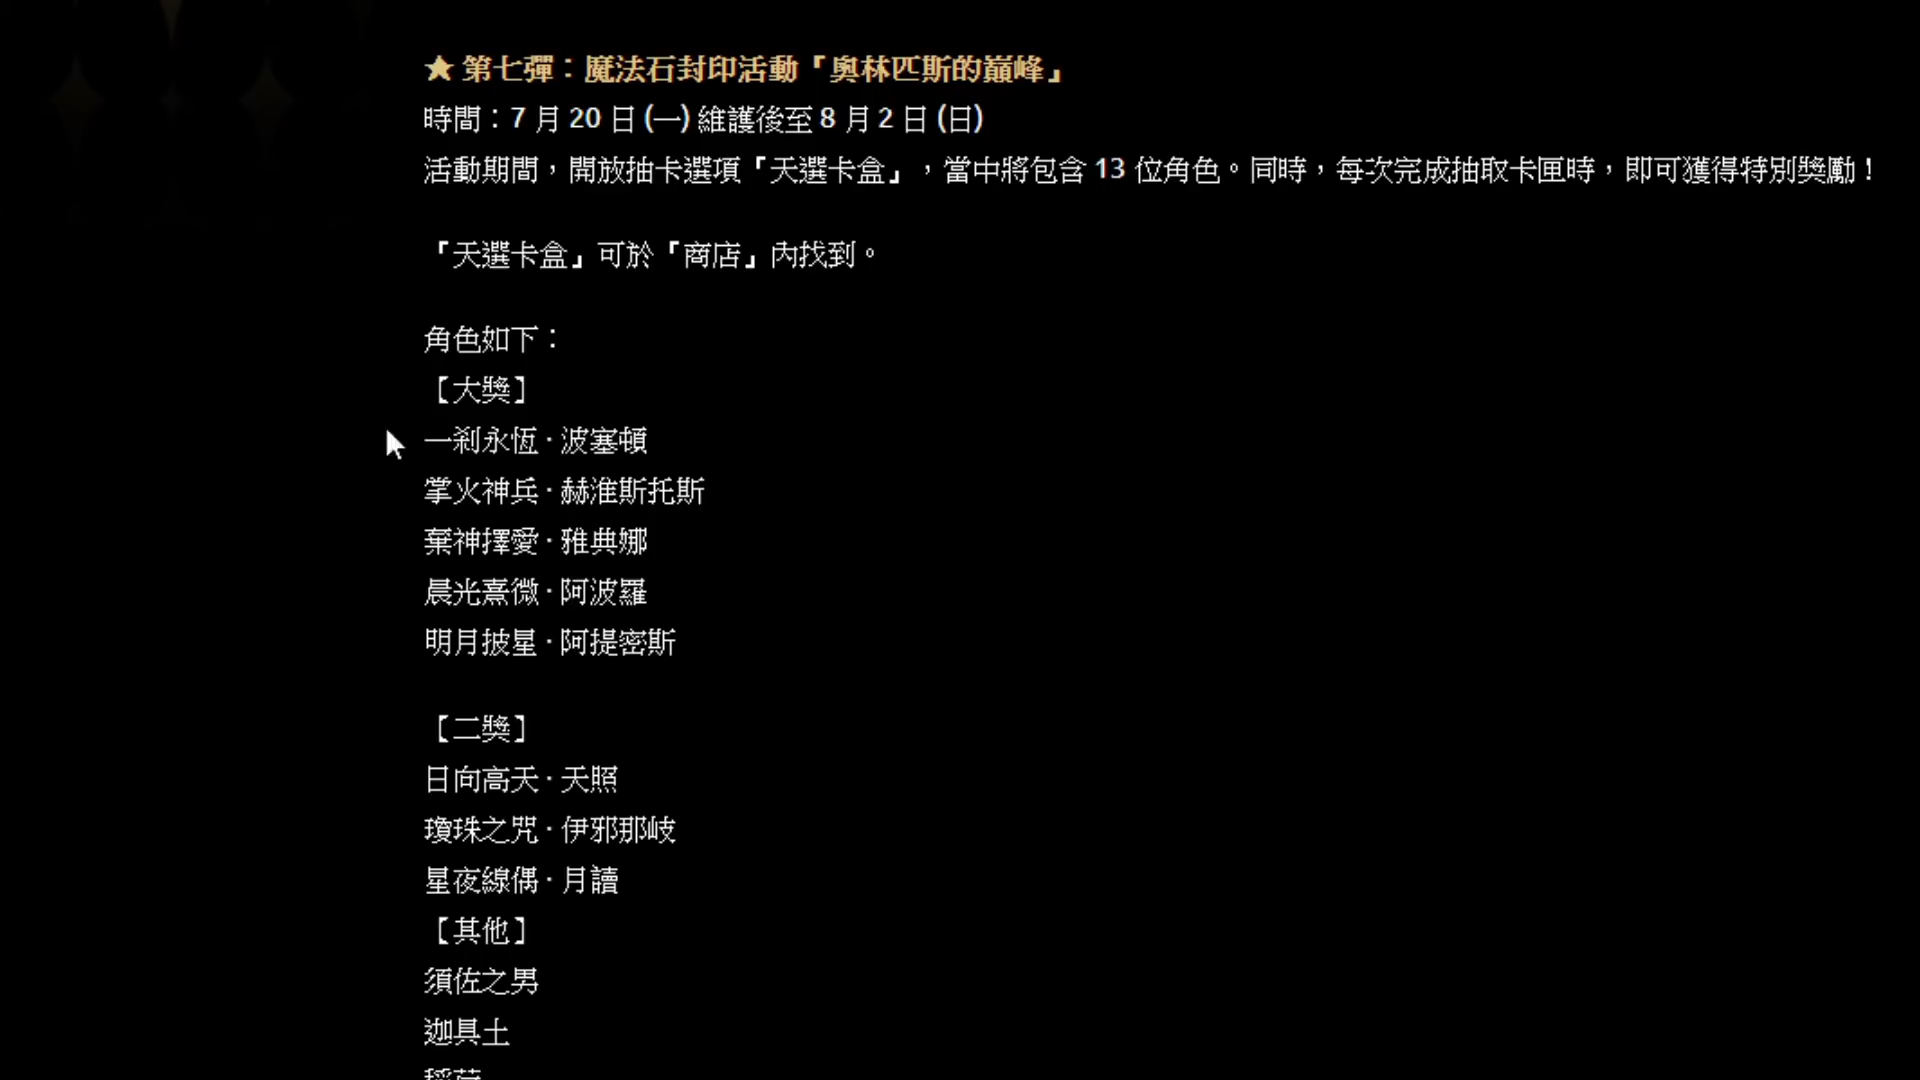 ★ 第七彈：魔法石封印活動「奧林匹斯的巔峰」
時間：7 月 20 日 (一) 維護後至 8 月 2 日 (日)
活動期間，開放抽卡選項「天選卡盒」，當中將包含 13 位角色。同時，每次完成抽取卡匣時，即可獲得特別獎勵！
「天選卡盒」可於「商店」內找到。
角色如下：
【大獎】
一剎永恆 · 波塞頓
掌火神兵 · 赫淮斯托斯
棄神擇愛 · 雅典娜
晨光熹微 · 阿波羅
明月披星 · 阿提密斯
【二獎】
日向高天 · 天照
瓊珠之咒 · 伊邪那岐
星夜線偶 · 月讀
【其他】
須佐之男
迦具土